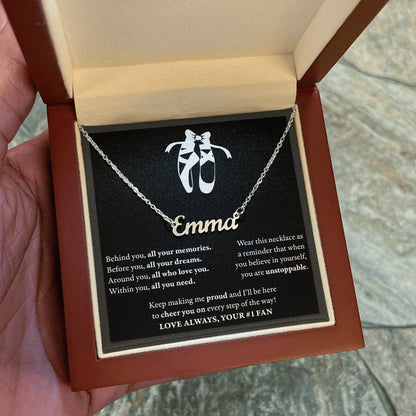 Emma
Behind you, all your memories.
Before you, all your dreams.
Around you, all who love you.
Within you, all you need.
Wear this necklace as
a reminder that when
you believe in yourself,
you are unstoppable.
Keep making me proud and I'll be here
to cheer you on every step of the way!
LOVE ALWAYS, YOUR #1 FAN